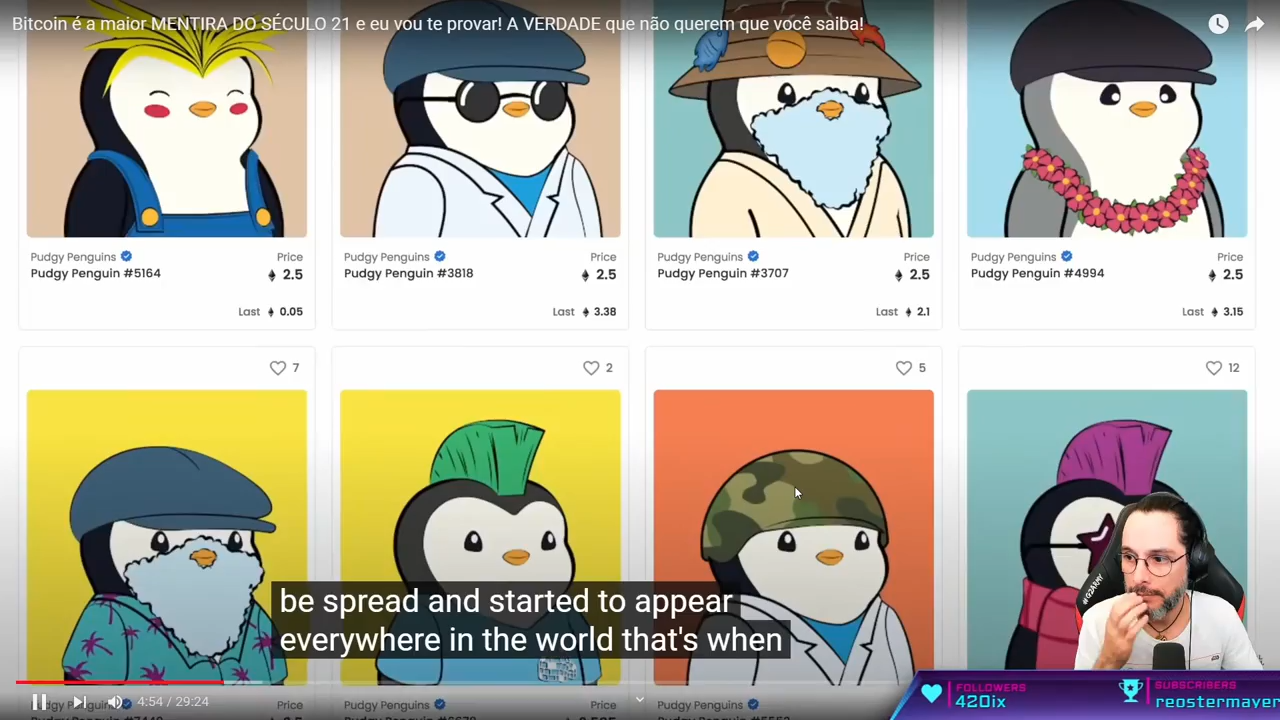 Bitcoin é a maior MENTIRA DO SÉCULO 21 e eu vou te provar! A VERDADE que não querem que você saiba!
Pudgy Penguins Price
Pudgy Penguin #5164 2.5
Last 0.05
Pudgy Penguins Price
Pudgy Penguin #3818 2.5
Last 3.38
Pudgy Penguins Price
Pudgy Penguin #3707 2.5
Last 2.1
Pudgy Penguins Price
Pudgy Penguin #4994 2.5
Last 3.15
7
2
5
12
#G2ARMY
be spread and started to appear
everywhere in the world that's when
4:54 / 29:24
Pudgy Penguins Price
Pudgy Penguins Price
Pudgy Penguins
FOLLOWERS
420ix
SUBSCRIBERS
reostermayer